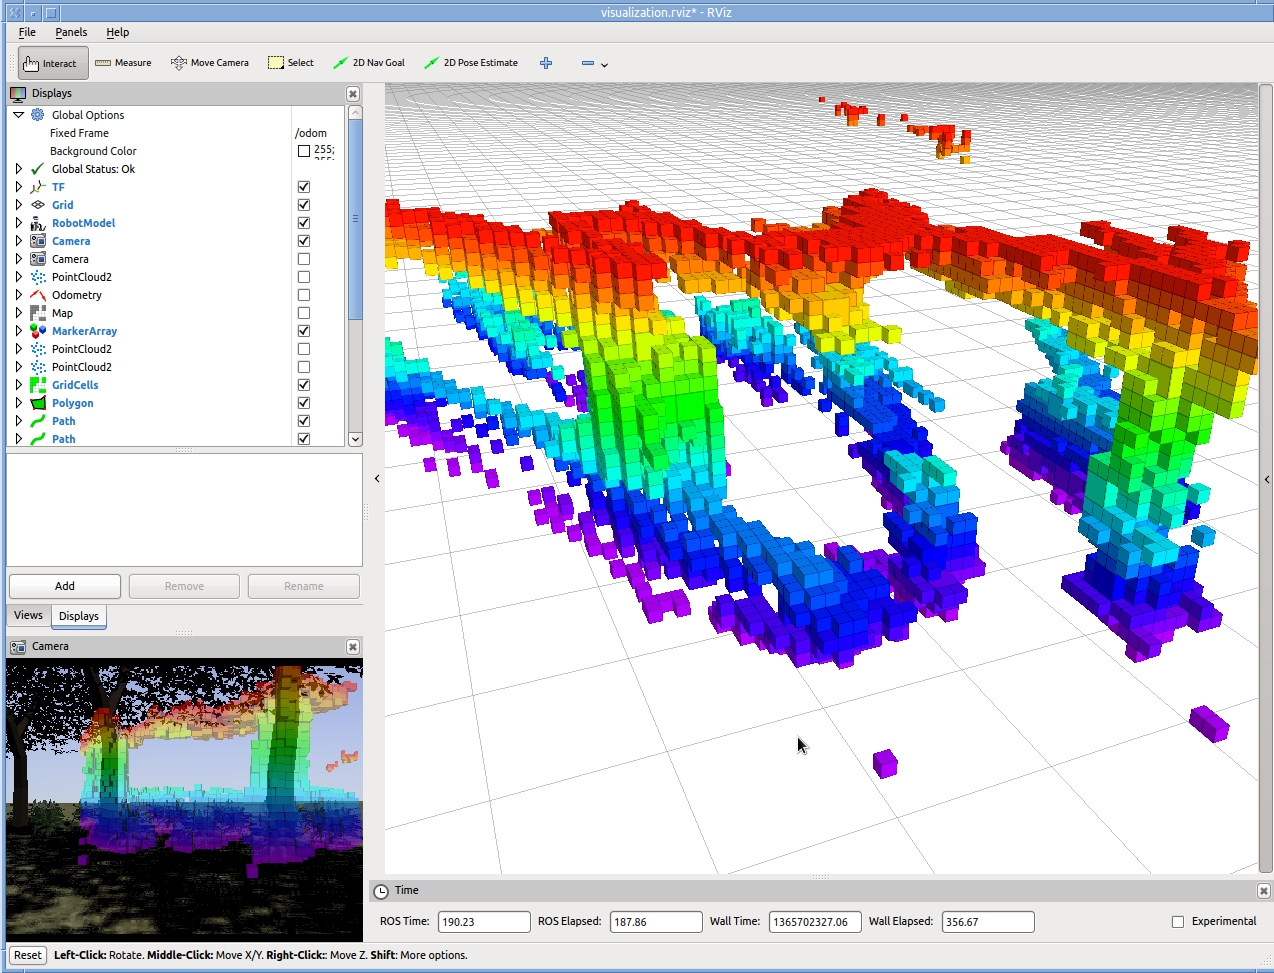 visualization.rviz* - RViz
File Panels Help
Interact Measure Move Camera Select 2D Nav Goal 2D Pose Estimate
Displays
Global Options
Fixed Frame /odom
Background Color 255;
Global Status: Ok
TF
Grid
RobotModel
Camera
Camera
PointCloud2
Odometry
Map
MarkerArray
PointCloud2
PointCloud2
GridCells
Polygon
Path
Path
Add Remove Rename
Views Displays
Camera
Time
ROS Time: 190.23 ROS Elapsed: 187.86 Wall Time: 1365702327.06 Wall Elapsed: 356.67 Experimental
Reset Left-Click: Rotate. Middle-Click: Move X/Y. Right-Click:: Move Z. Shift: More options.